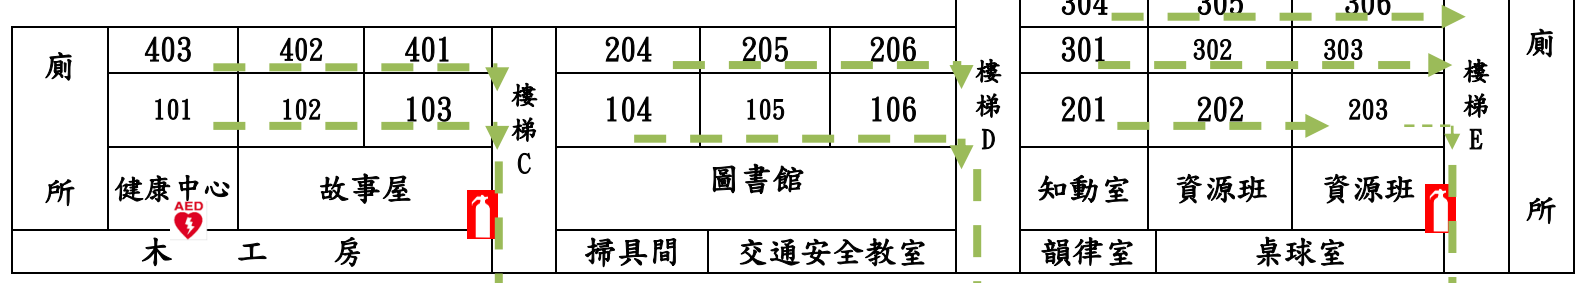 304 305 306
廁所 403 402 401 204 205 206 301 302 303 廁所
101 102 103 樓梯C 104 105 106 樓梯D 201 202 203 樓梯E
健康中心 故事屋 圖書館 知動室 資源班 資源班
AED
木工房 掃具間 交通安全教室 韻律室 桌球室